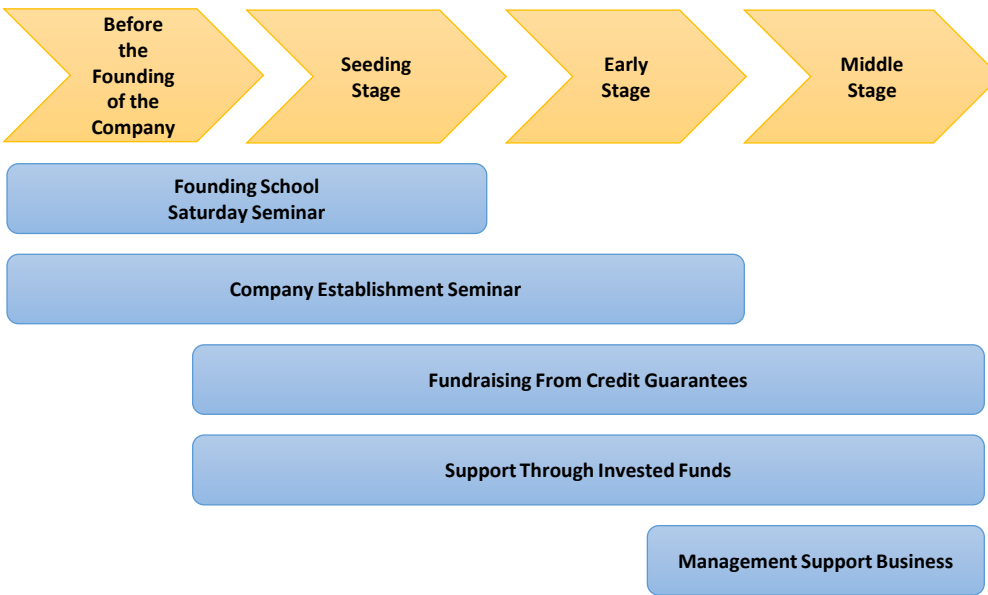 Before
the
Founding
of the
Company
Seeding
Stage
Early
Stage
Middle
Stage
Founding School
Saturday Seminar
Company Establishment Seminar
Fundraising From Credit Guarantees
Support Through Invested Funds
Management Support Business